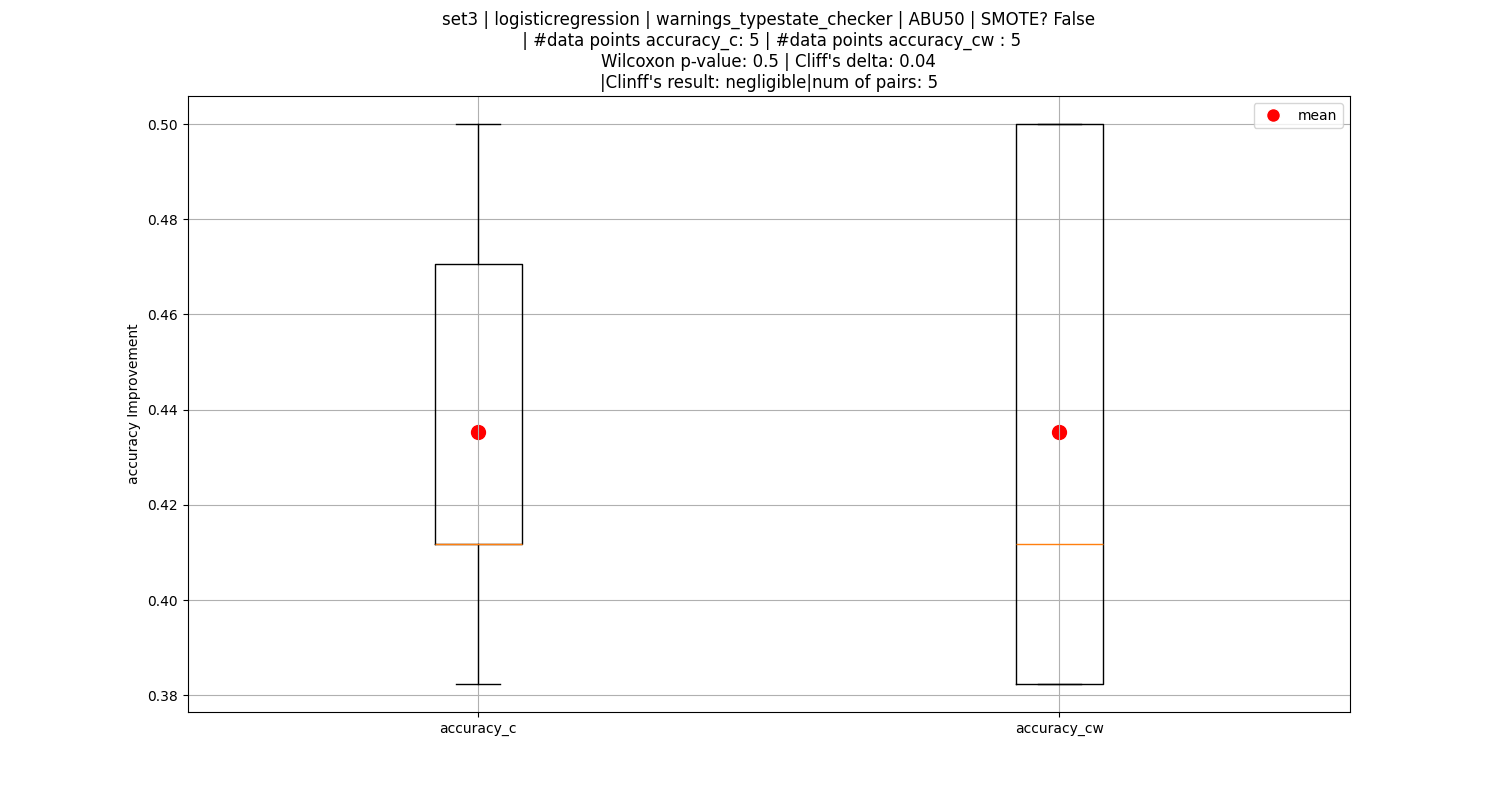 set3 | logisticregression | warnings_typestate_checker | ABU50 | SMOTE? False
| #data points accuracy_c: 5 | #data points accuracy_cw : 5
Wilcoxon p-value: 0.5 | Cliff's delta: 0.04
|Clinff's result: negligible|num of pairs: 5
mean
accuracy Improvement
0.50
0.48
0.46
0.44
0.42
0.40
0.38
accuracy_c
accuracy_cw